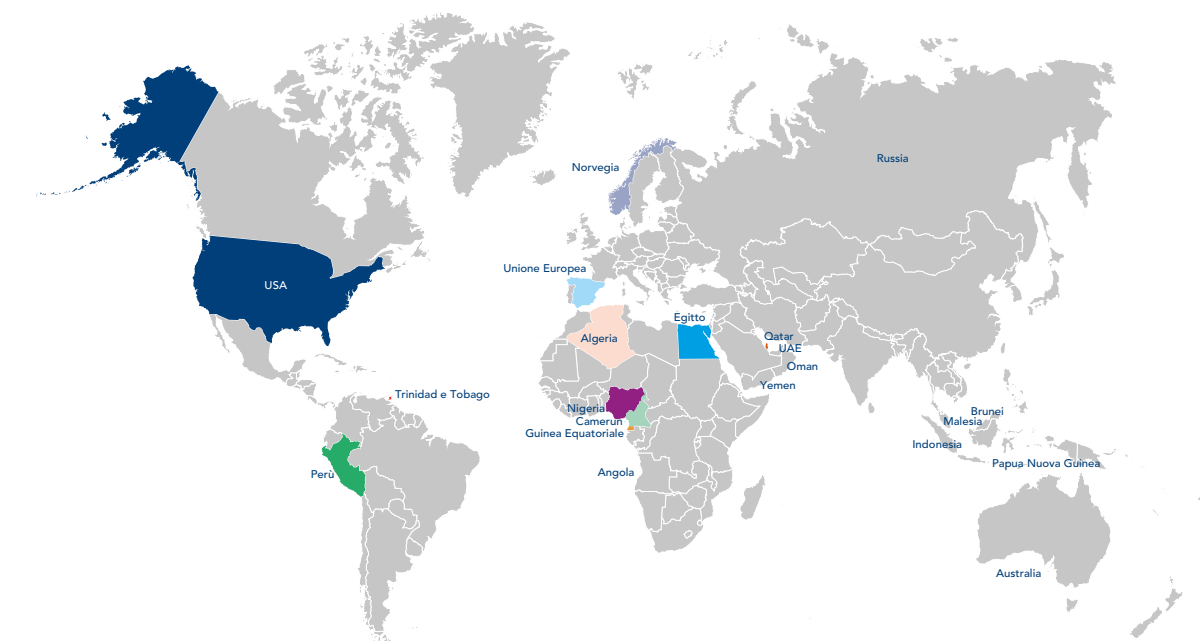 Russia
Norvegia
Unione Europea
USA
Egitto
Algeria
Qatar
UAE
Oman
Yemen
Trinidad e Tobago
Nigeria
Camerun
Guinea Equatoriale
Brunei
Malesia
Indonesia
Papua Nuova Guinea
Perù
Angola
Australia